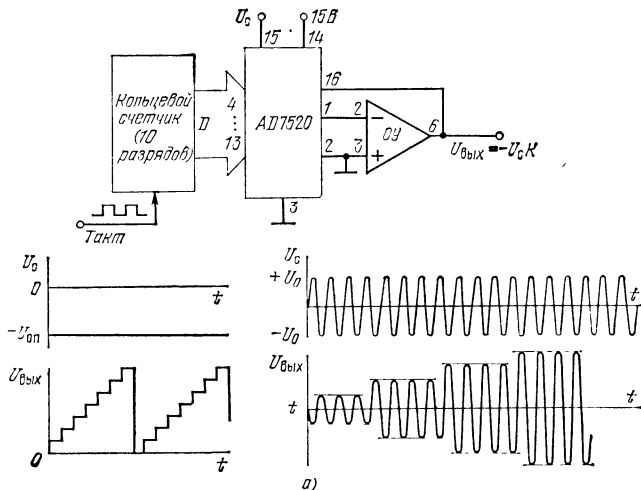 U_c 15В
15 14
Кольцевой
счетчик
(10
разрядов)
D
4
13
AD7520
16
1 2 −
2 3 +
ОУ
6
U_вых = −U_c K
3
Такт
U_c
0
t
−U_оп
U_вых
0
t
U_c
+U_0
t
−U_0
U_вых
t
t
а)